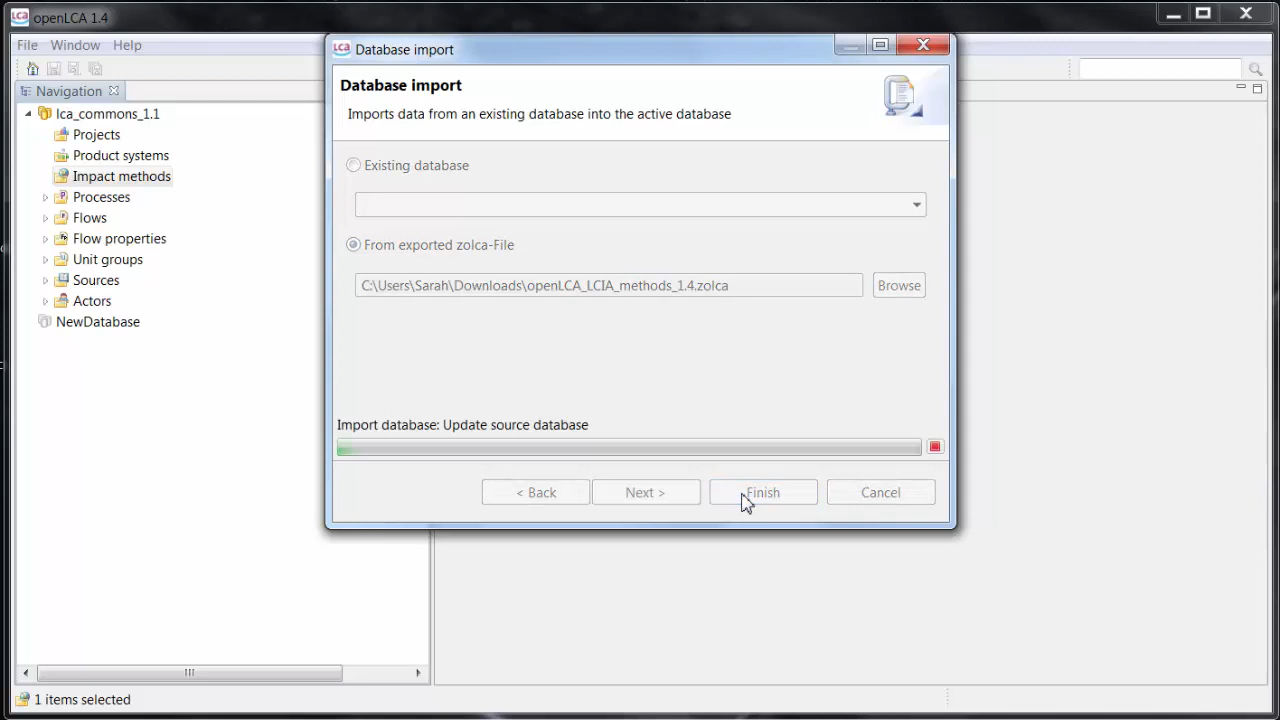 openLCA 1.4
File Window Help
Navigation
lca_commons_1.1
Projects
Product systems
Impact methods
Processes
Flows
Flow properties
Unit groups
Sources
Actors
NewDatabase
1 items selected
LCA Database import
Database import
Imports data from an existing database into the active database
Existing database
From exported zolca-File
C:\Users\Sarah\Downloads\openLCA_LCIA_methods_1.4.zolca Browse
Import database: Update source database
< Back Next > Finish Cancel